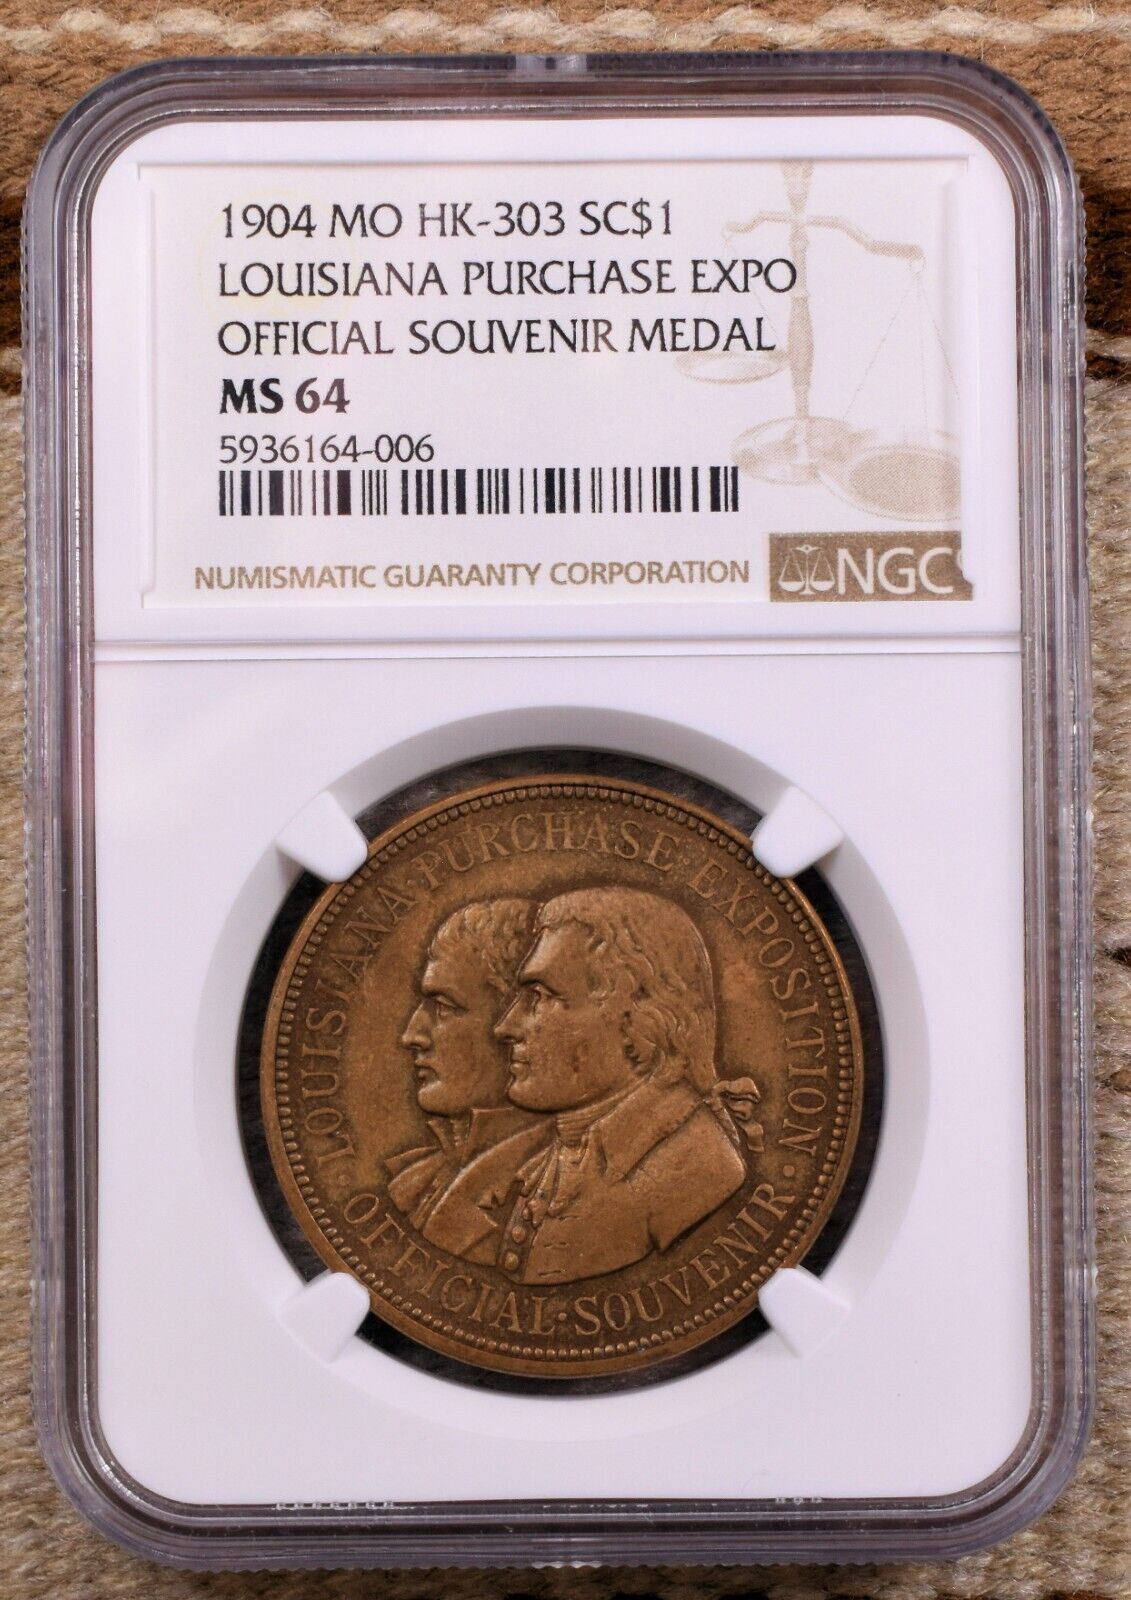 1904 MO HK-303 SC$1
LOUISIANA PURCHASE EXPO
OFFICIAL SOUVENIR MEDAL
MS 64
5936164-006
NUMISMATIC GUARANTY CORPORATION
NGC
LOUISIANA·PURCHASE·EXPOSITION·
OFFICIAL·SOUVENIR·